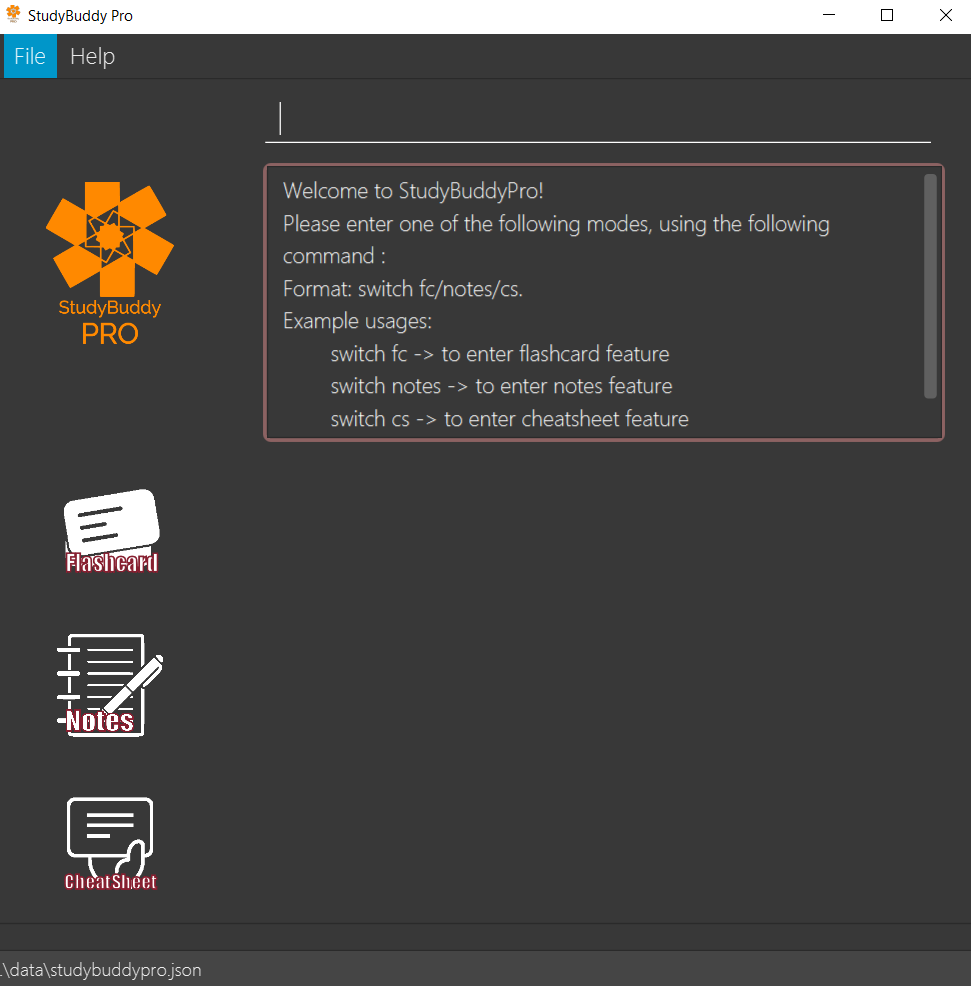 StudyBuddy Pro
File Help
Welcome to StudyBuddyPro!
Please enter one of the following modes, using the following
command :
Format: switch fc/notes/cs.
Example usages:
switch fc -> to enter flashcard feature
switch notes -> to enter notes feature
switch cs -> to enter cheatsheet feature
StudyBuddy
PRO
Flashcard
Notes
CheatSheet
.\data\studybuddypro.json